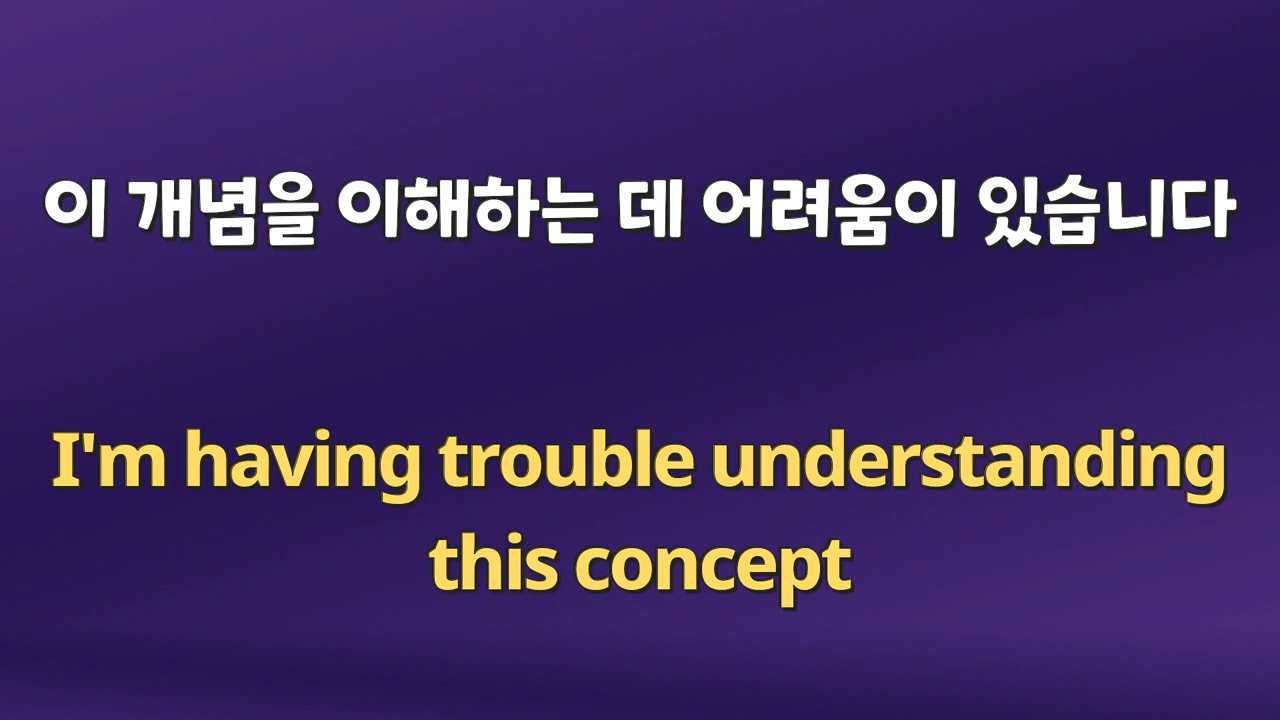 이 개념을 이해하는 데 어려움이 있습니다
I'm having trouble understanding
this concept